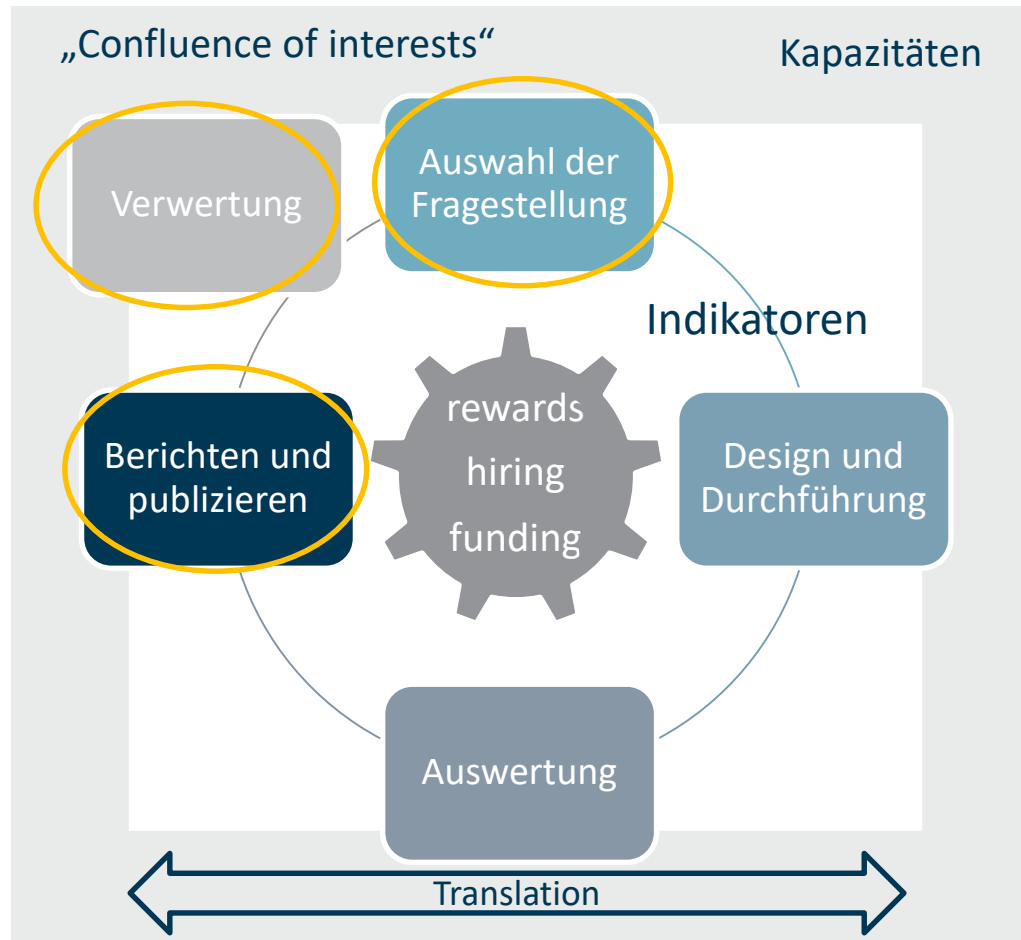 „Confluence of interests“
Kapazitäten
Verwertung
Auswahl der
Fragestellung
Indikatoren
Berichten und
publizieren
rewards
hiring
funding
Design und
Durchführung
Auswertung
Translation